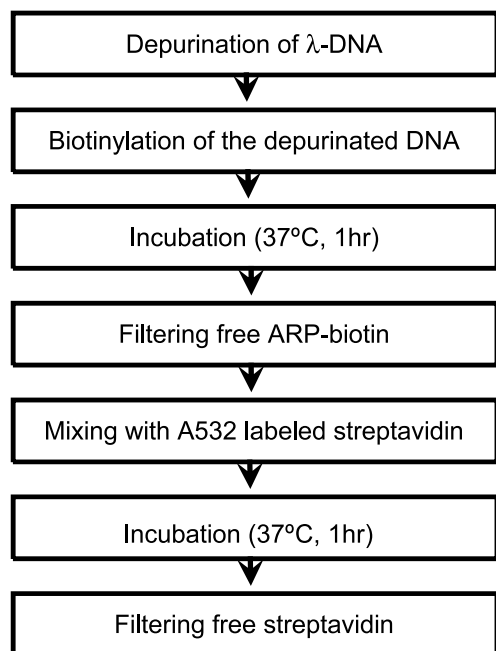 Depurination of λ-DNA
Biotinylation of the depurinated DNA
Incubation (37ºC, 1hr)
Filtering free ARP-biotin
Mixing with A532 labeled streptavidin
Incubation (37ºC, 1hr)
Filtering free streptavidin